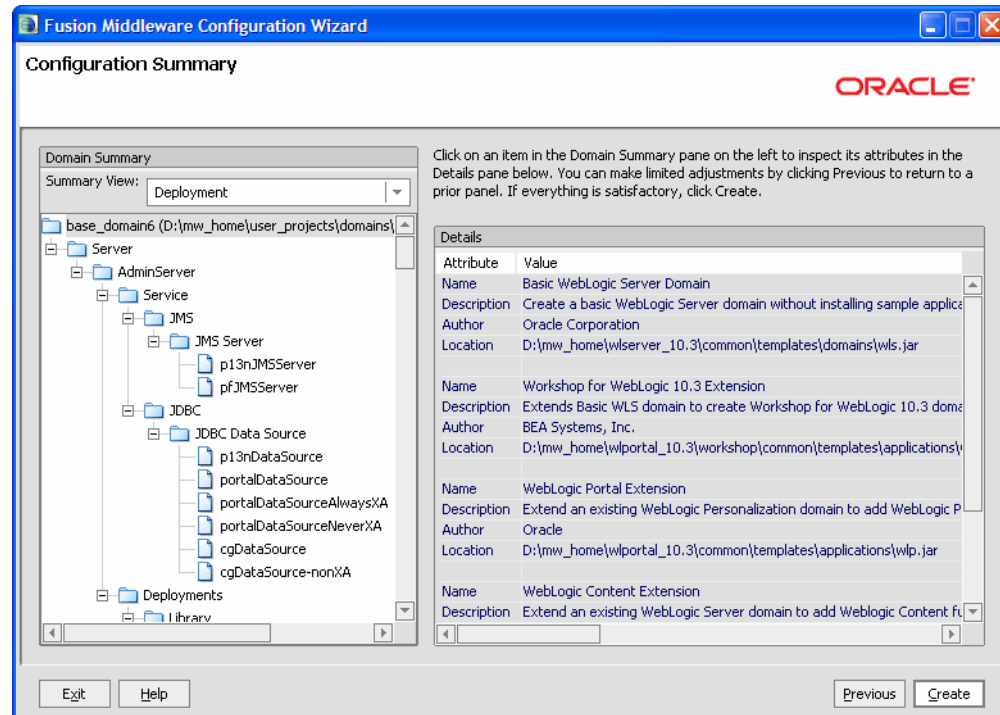 Fusion Middleware Configuration Wizard
Configuration Summary
ORACLE
Domain Summary
Summary View:
Deployment
base_domain6 (D:\mw_home\user_projects\domains\
Server
AdminServer
Service
JMS
JMS Server
p13nJMSServer
pfJMSServer
JDBC
JDBC Data Source
p13nDataSource
portalDataSource
portalDataSourceAlwaysXA
portalDataSourceNeverXA
cgDataSource
cgDataSource-nonXA
Deployments
Library
Click on an item in the Domain Summary pane on the left to inspect its attributes in the
Details pane below. You can make limited adjustments by clicking Previous to return to a
prior panel. If everything is satisfactory, click Create.
Details
Attribute Value
Name Basic WebLogic Server Domain
Description Create a basic WebLogic Server domain without installing sample applica
Author Oracle Corporation
Location D:\mw_home\wlserver_10.3\common\templates\domains\wls.jar
Name Workshop for WebLogic 10.3 Extension
Description Extends Basic WLS domain to create Workshop for WebLogic 10.3 doma
Author BEA Systems, Inc.
Location D:\mw_home\wlportal_10.3\workshop\common\templates\applications\
Name WebLogic Portal Extension
Description Extend an existing WebLogic Personalization domain to add WebLogic P
Author Oracle
Location D:\mw_home\wlportal_10.3\common\templates\applications\wlp.jar
Name WebLogic Content Extension
Description Extend an existing WebLogic Server domain to add Weblogic Content fu
Exit Help Previous Create